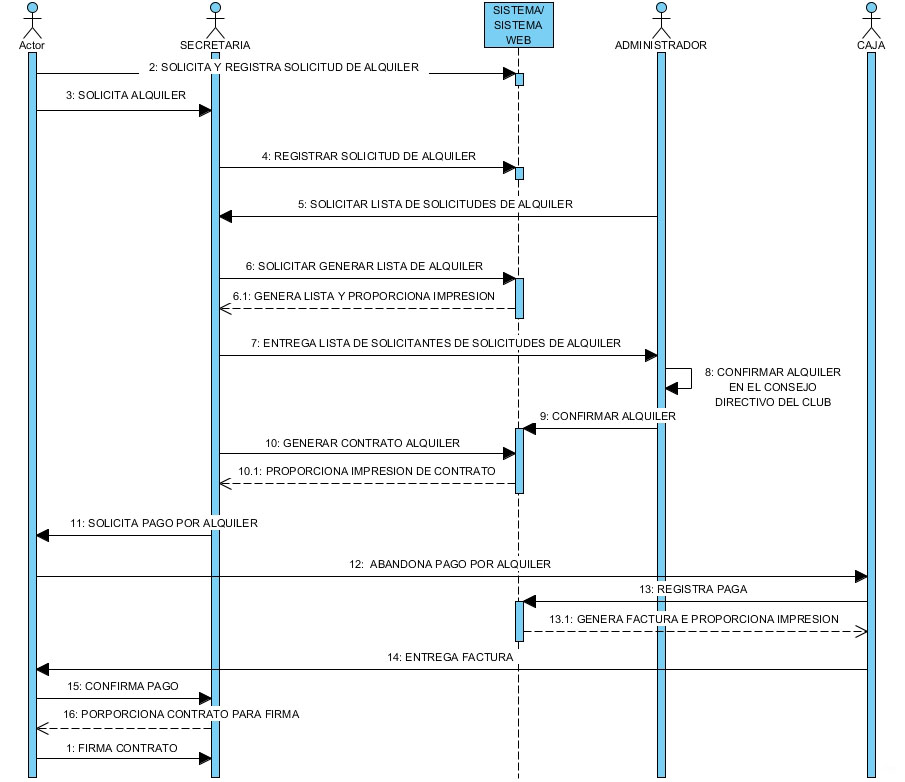 SISTEMA/
SISTEMA
WEB
Actor
SECRETARIA
ADMINISTRADOR
CAJA
2: SOLICITA Y REGISTRA SOLICITUD DE ALQUILER
3: SOLICITA ALQUILER
4: REGISTRAR SOLICITUD DE ALQUILER
5: SOLICITAR LISTA DE SOLICITUDES DE ALQUILER
6: SOLICITAR GENERAR LISTA DE ALQUILER
6.1: GENERA LISTA Y PROPORCIONA IMPRESION
7: ENTREGA LISTA DE SOLICITANTES DE SOLICITUDES DE ALQUILER
8: CONFIRMAR ALQUILER
EN EL CONSEJO
DIRECTIVO DEL CLUB
9: CONFIRMAR ALQUILER
10: GENERAR CONTRATO ALQUILER
10.1: PROPORCIONA IMPRESION DE CONTRATO
11: SOLICITA PAGO POR ALQUILER
12: ABANDONA PAGO POR ALQUILER
13: REGISTRA PAGA
13.1: GENERA FACTURA E PROPORCIONA IMPRESION
14: ENTREGA FACTURA
15: CONFIRMA PAGO
16: PORPORCIONA CONTRATO PARA FIRMA
1: FIRMA CONTRATO